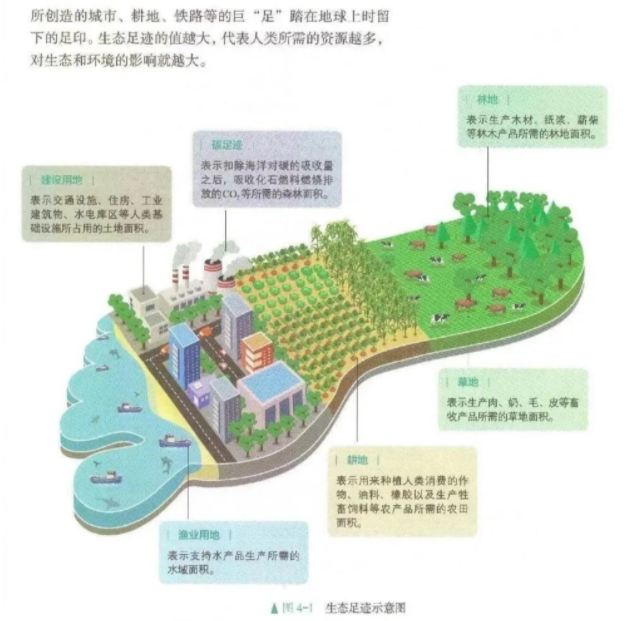 所创造的城市、耕地、铁路等的巨“足”踏在地球上时留
下的足印。生态足迹的值越大，代表人类所需的资源越多，
对生态和环境的影响就越大。
林地
表示生产木材、纸浆、薪柴
等林木产品所需的林地面积。
碳足迹
表示扣除海洋对碳的吸收量
之后，吸收化石燃料燃烧排
放的CO₂等所需的森林面积。
建设用地
表示交通设施、住房、工业
建筑物、水电库区等人类基
础设施所占用的土地面积。
草地
表示生产肉、奶、毛、皮等畜
牧产品所需的草地面积。
耕地
表示用来种植人类消费的作
物、油料、橡胶以及生产牲
畜饲料等农产品所需的农田
面积。
渔业用地
表示支持水产品生产所需的
水域面积。
▲图4-1 生态足迹示意图